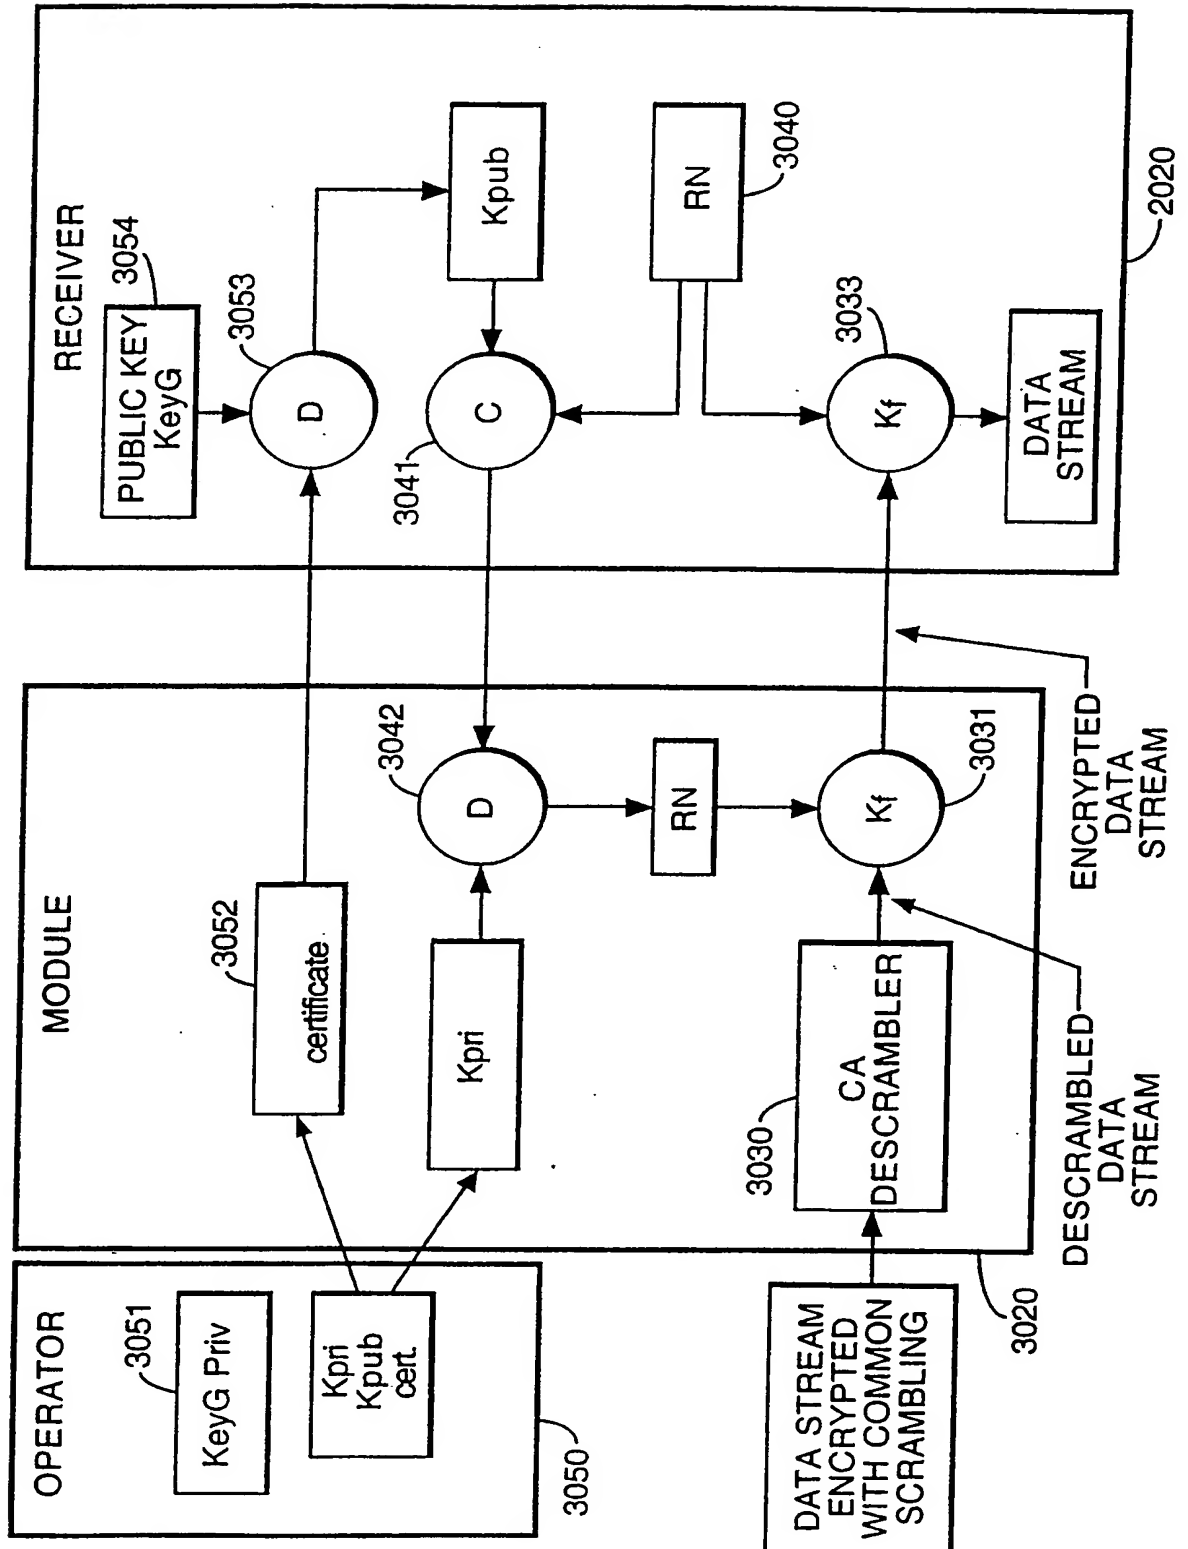 OPERATOR
3051
KeyG Priv
Kpri
Kpub
cert.
3050
DATA STREAM
ENCRYPTED
WITH COMMON
SCRAMBLING
MODULE
3052
certificate
Kpri
3042
D
RN
3030
CA
DESCRAMBLER
Kf
3031
3020
DESCRAMBLED
DATA
STREAM
ENCRYPTED
DATA
STREAM
RECEIVER
PUBLIC KEY
KeyG
3054
D
3053
Kpub
C
3041
RN
3040
Kf
3033
DATA
STREAM
2020